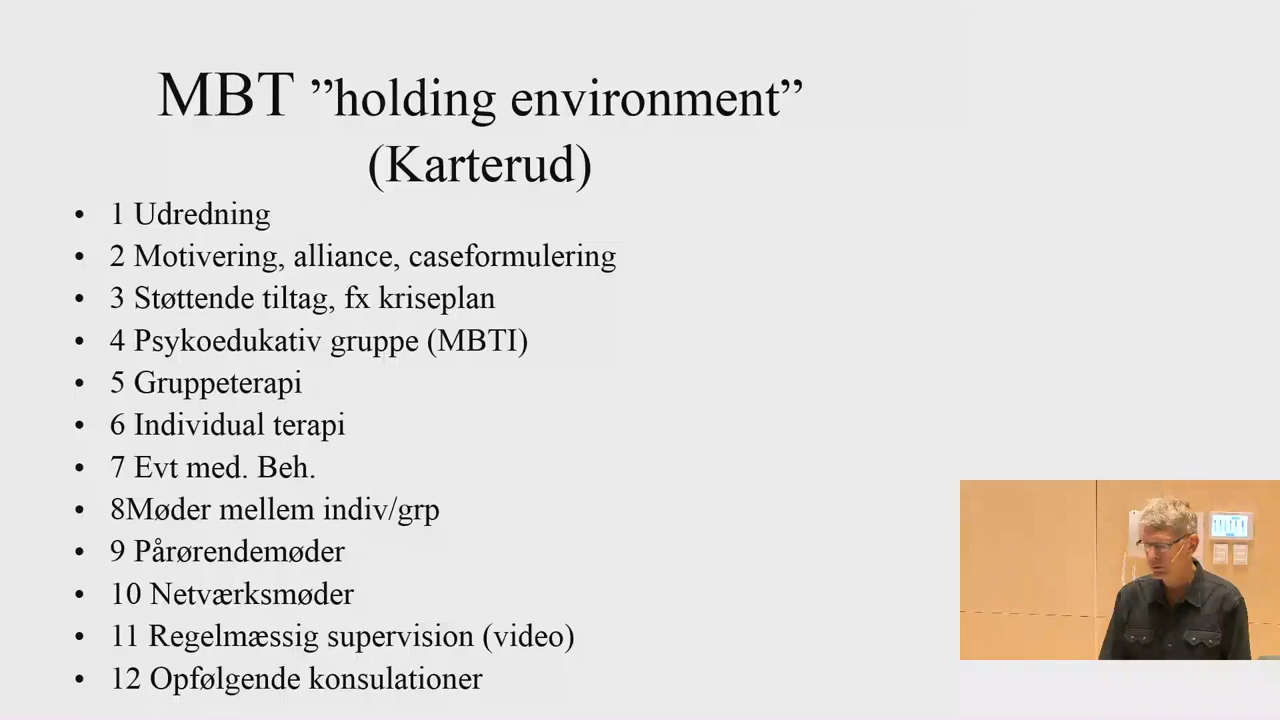 MBT ”holding environment”
(Karterud)
• 1 Udredning
• 2 Motivering, alliance, caseformulering
• 3 Støttende tiltag, fx kriseplan
• 4 Psykoedukativ gruppe (MBTI)
• 5 Gruppeterapi
• 6 Individual terapi
• 7 Evt med. Beh.
• 8Møder mellem indiv/grp
• 9 Pårørendemøder
• 10 Netværksmøder
• 11 Regelmæssig supervision (video)
• 12 Opfølgende konsulationer